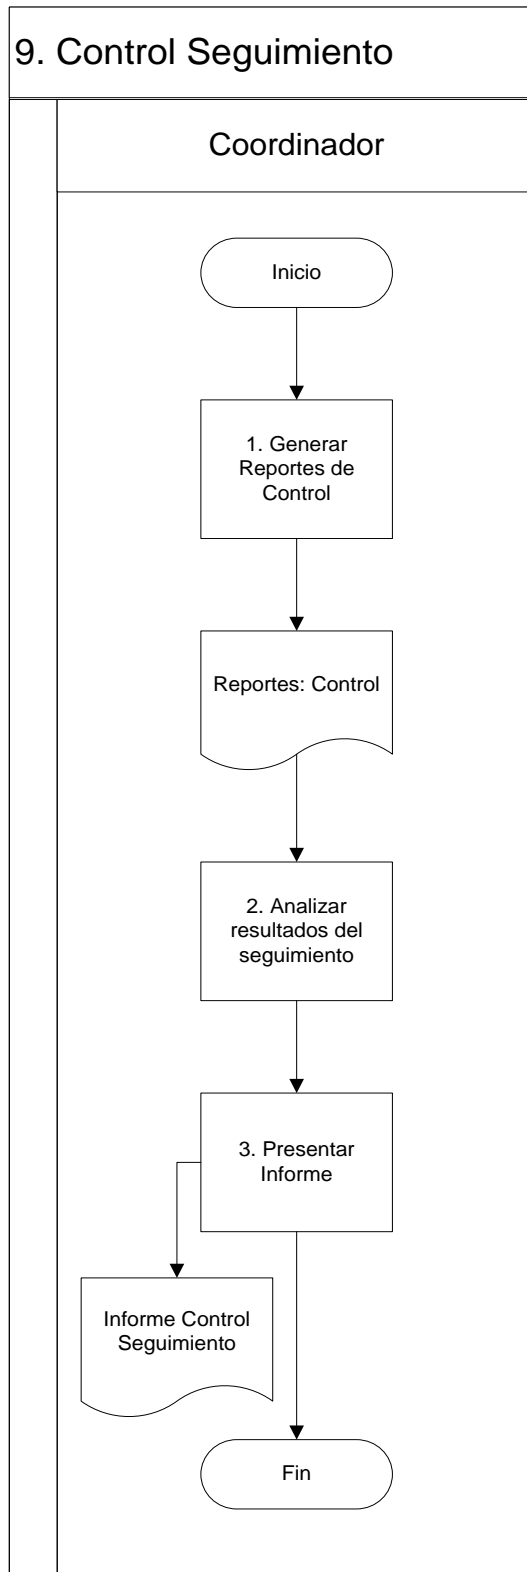 9. Control Seguimiento
Coordinador
Inicio
1. Generar
Reportes de
Control
Reportes: Control
2. Analizar
resultados del
seguimiento
3. Presentar
Informe
Informe Control
Seguimiento
Fin